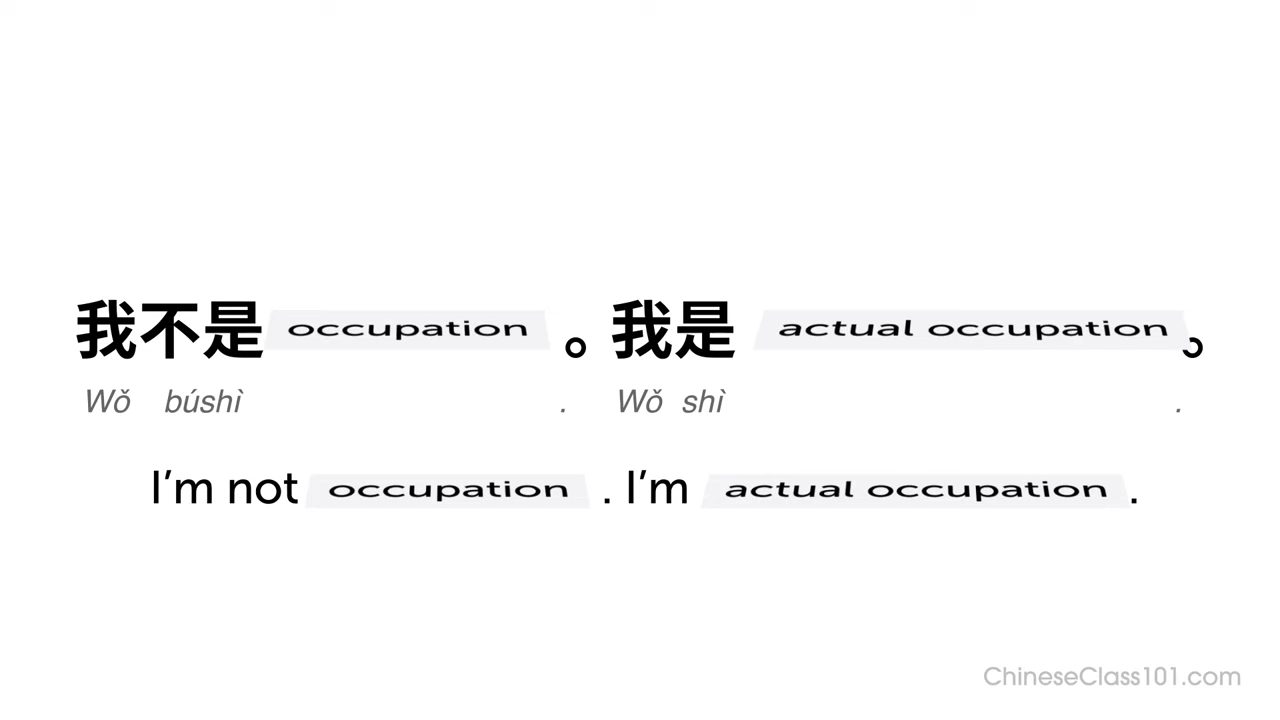 我不是 occupation 。我是 actual occupation 。
Wǒ búshì . Wǒ shì .
I'm not occupation . I'm actual occupation .
ChineseClass101.com